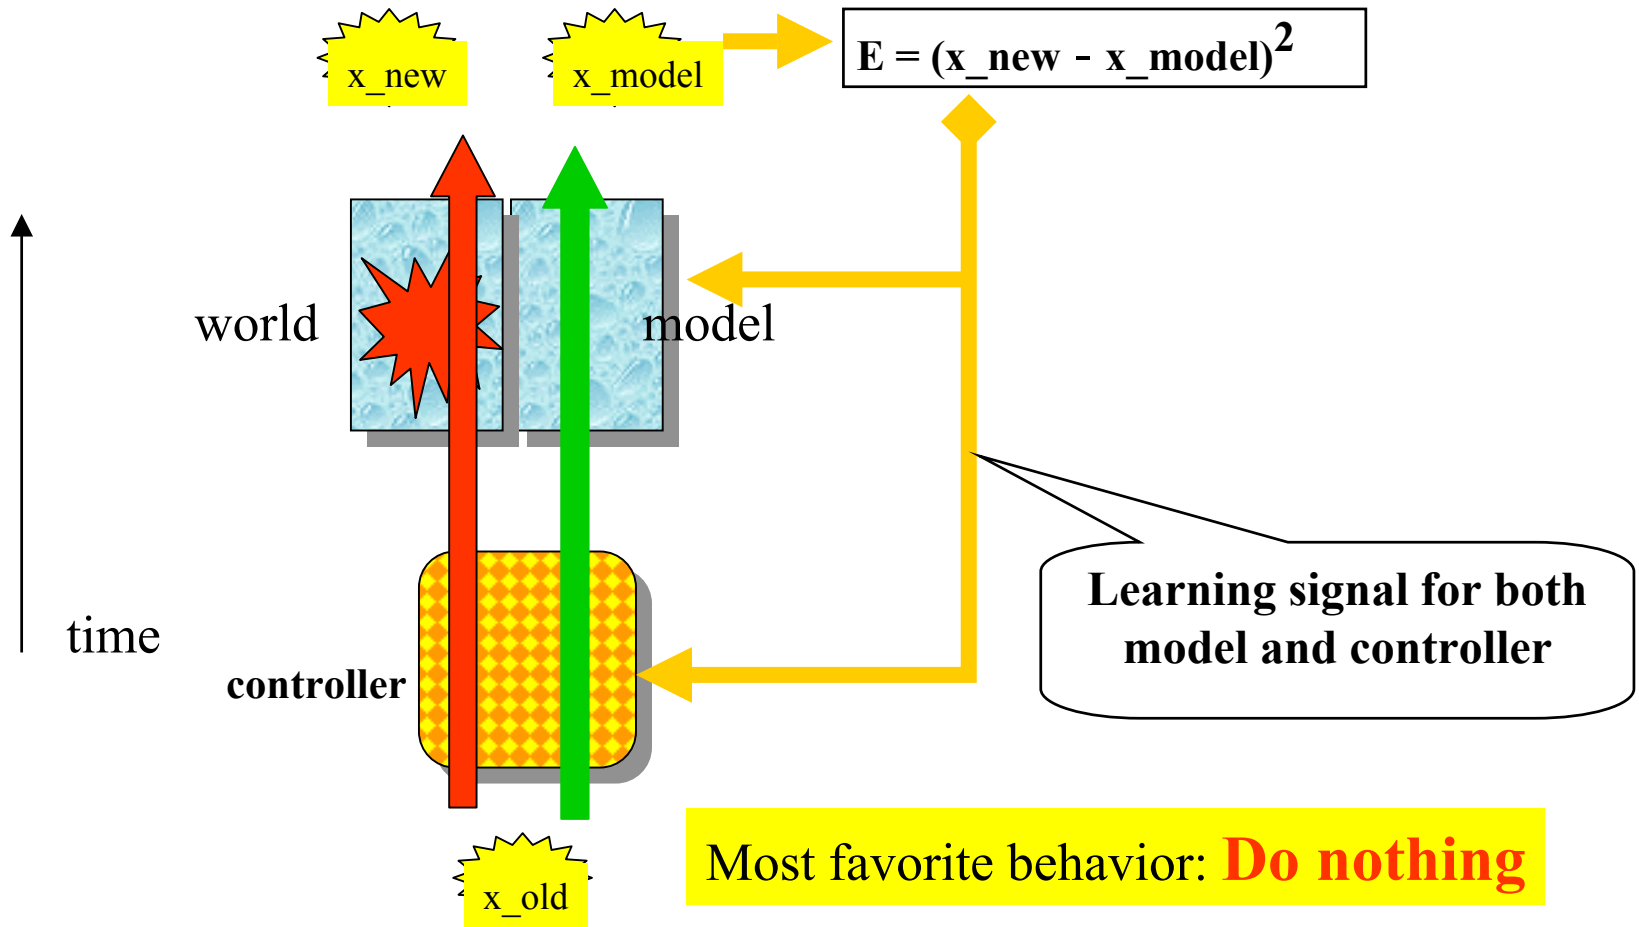 x_new
x_model
E = (x_new - x_model)2
world
model
time
controller
Learning signal for both
model and controller
Most favorite behavior: Do nothing
x_old